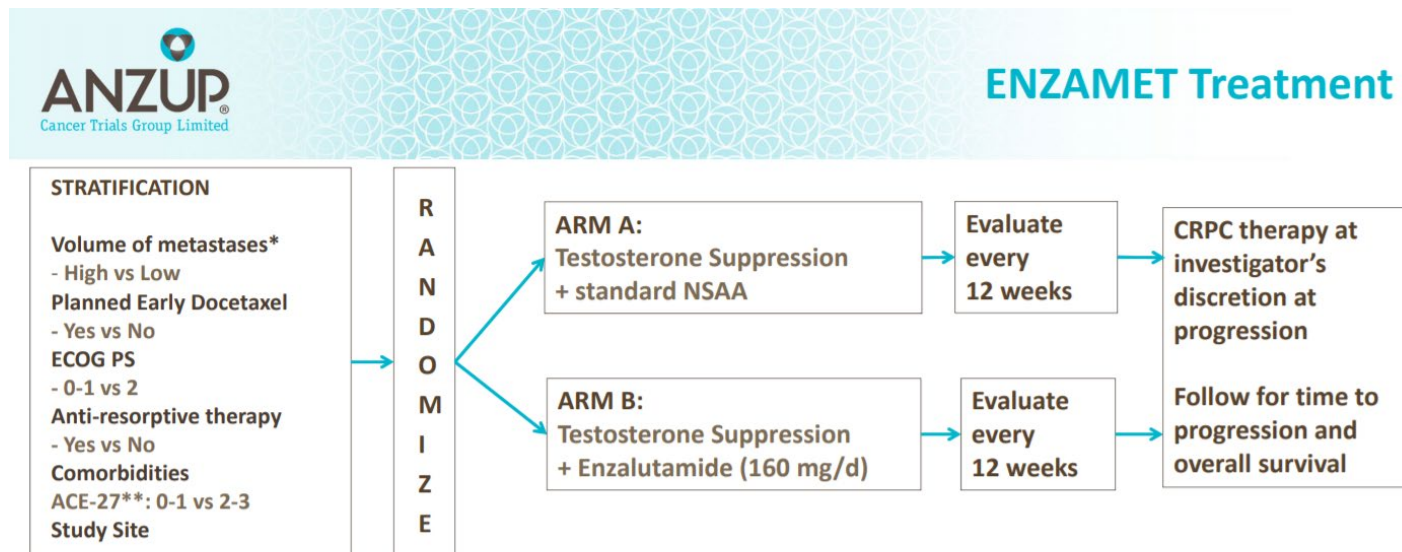 ANZUP®
Cancer Trials Group Limited
ENZAMET Treatment
STRATIFICATION
Volume of metastases*
- High vs Low
Planned Early Docetaxel
- Yes vs No
ECOG PS
- 0-1 vs 2
Anti-resorptive therapy
- Yes vs No
Comorbidities
ACE-27**: 0-1 vs 2-3
Study Site
R
A
N
D
O
M
I
Z
E
ARM A:
Testosterone Suppression
+ standard NSAA
Evaluate
every
12 weeks
ARM B:
Testosterone Suppression
+ Enzalutamide (160 mg/d)
Evaluate
every
12 weeks
CRPC therapy at
investigator's
discretion at
progression
Follow for time to
progression and
overall survival